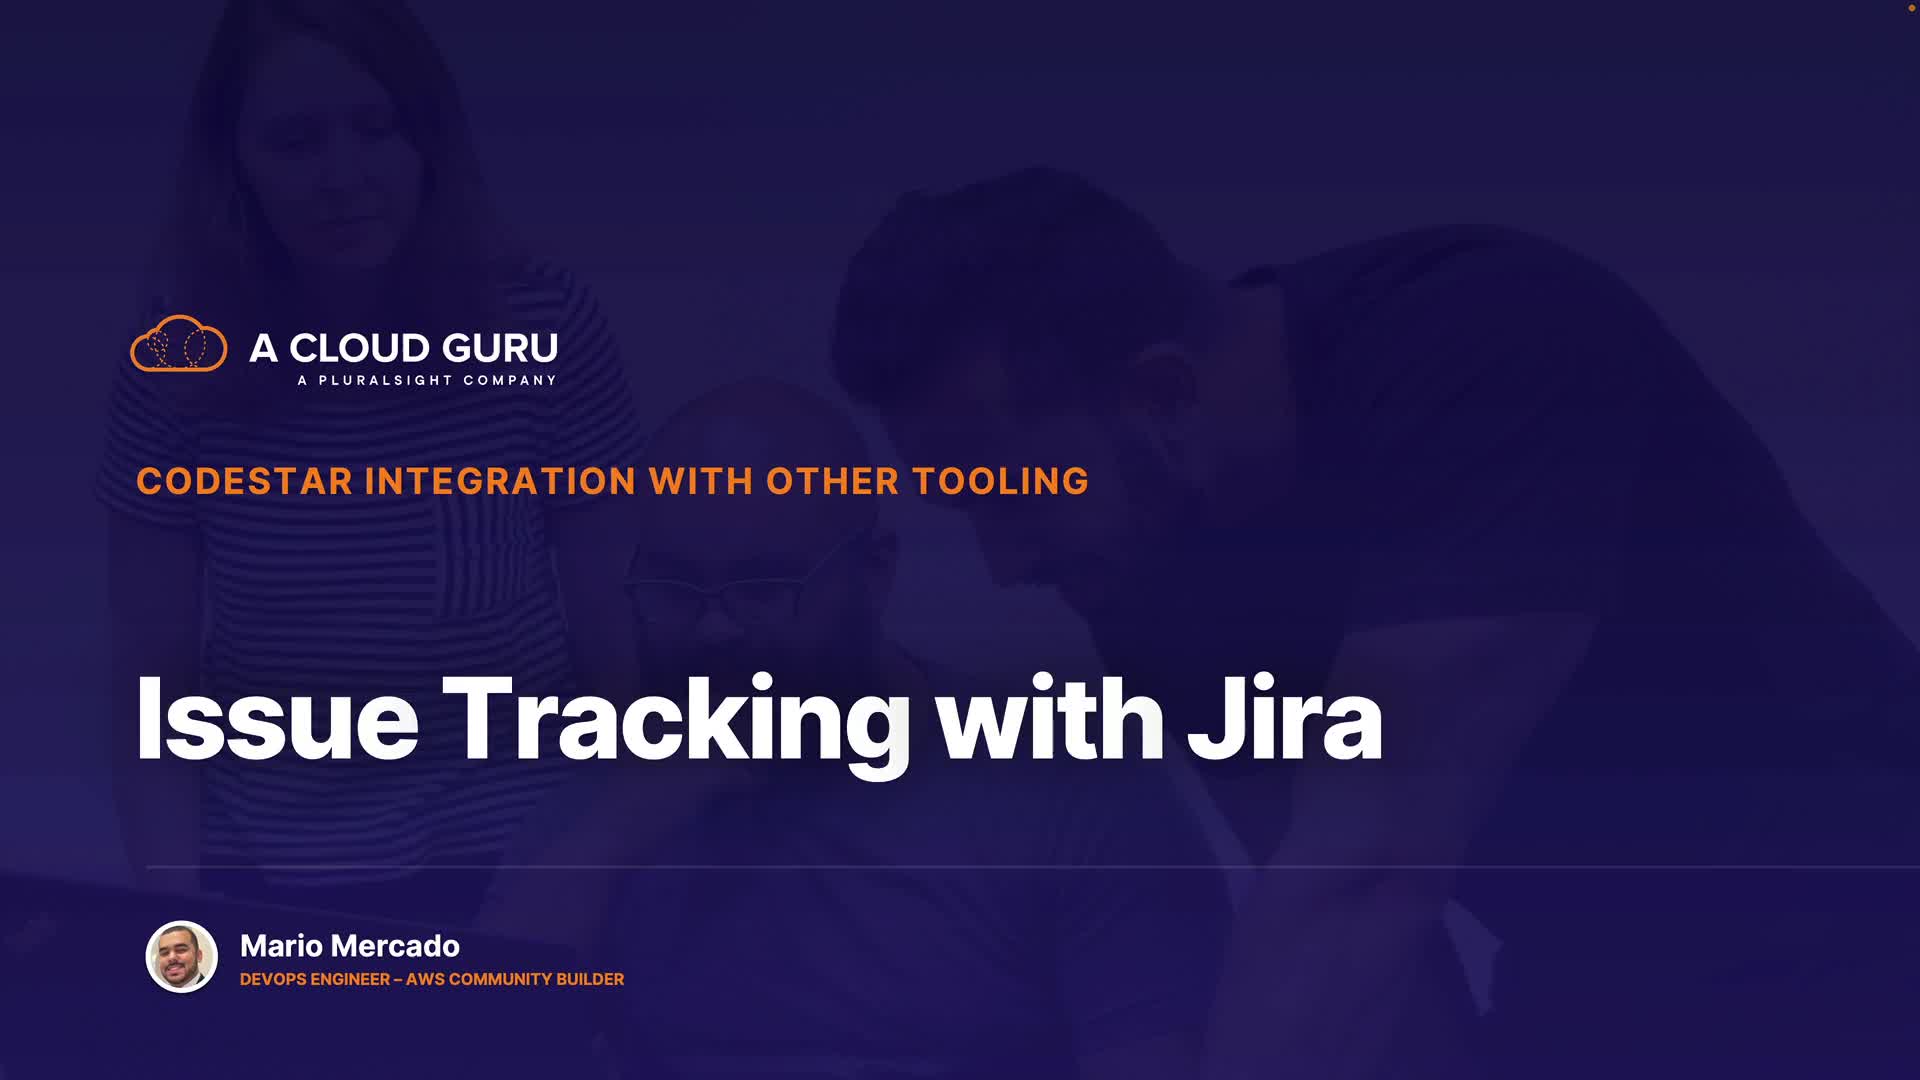 A CLOUD GURU
A PLURALSIGHT COMPANY
CODESTAR INTEGRATION WITH OTHER TOOLING
Issue Tracking with Jira
Mario Mercado
DEVOPS ENGINEER – AWS COMMUNITY BUILDER